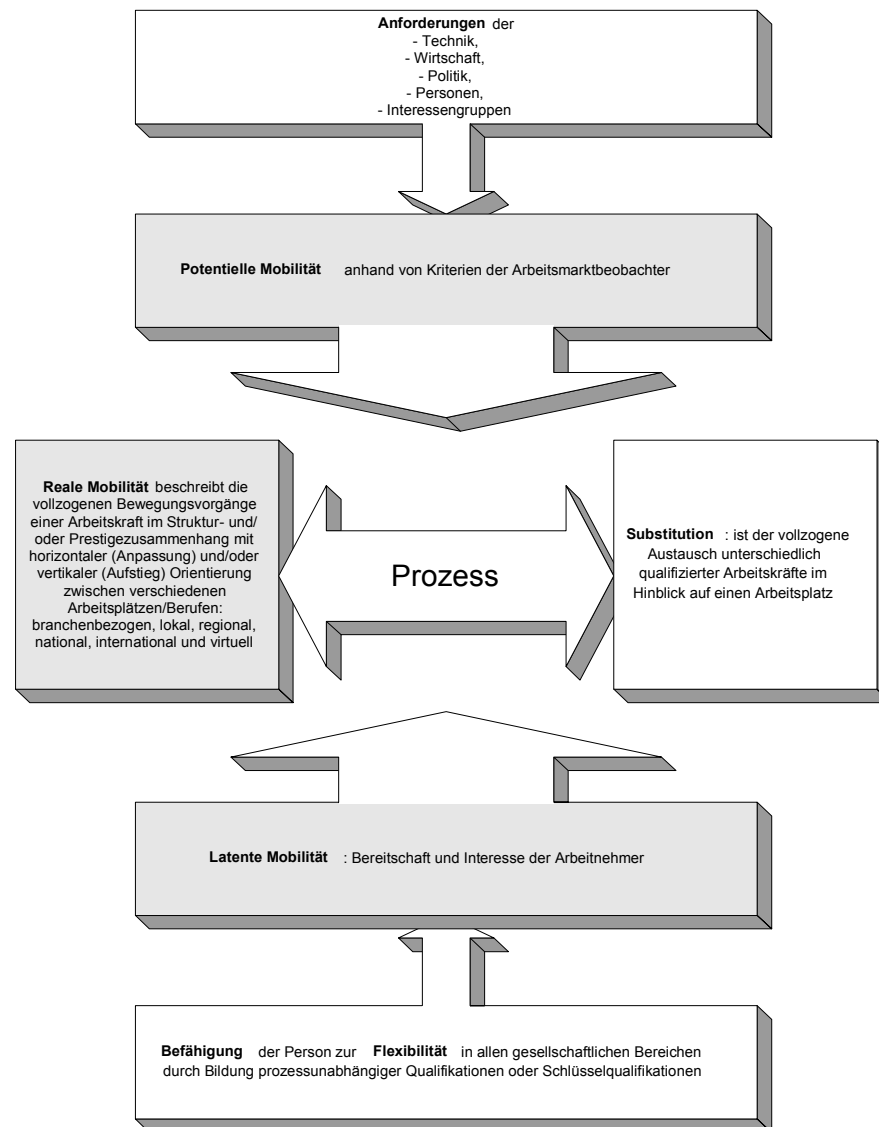 Anforderungen der
- Technik,
- Wirtschaft,
- Politik,
- Personen,
- Interessengruppen
Potentielle Mobilität anhand von Kriterien der Arbeitsmarktbeobachter
Reale Mobilität beschreibt die
vollzogenen Bewegungsvorgänge
einer Arbeitskraft im Struktur- und/
oder Prestigezusammenhang mit
horizontaler (Anpassung) und/oder
vertikaler (Aufstieg) Orientierung
zwischen verschiedenen
Arbeitsplätzen/Berufen:
branchenbezogen, lokal, regional,
national, international und virtuell
Prozess
Substitution : ist der vollzogene
Austausch unterschiedlich
qualifizierter Arbeitskräfte im
Hinblick auf einen Arbeitsplatz
Latente Mobilität : Bereitschaft und Interesse der Arbeitnehmer
Befähigung der Person zur Flexibilität in allen gesellschaftlichen Bereichen
durch Bildung prozessunabhängiger Qualifikationen oder Schlüsselqualifikationen